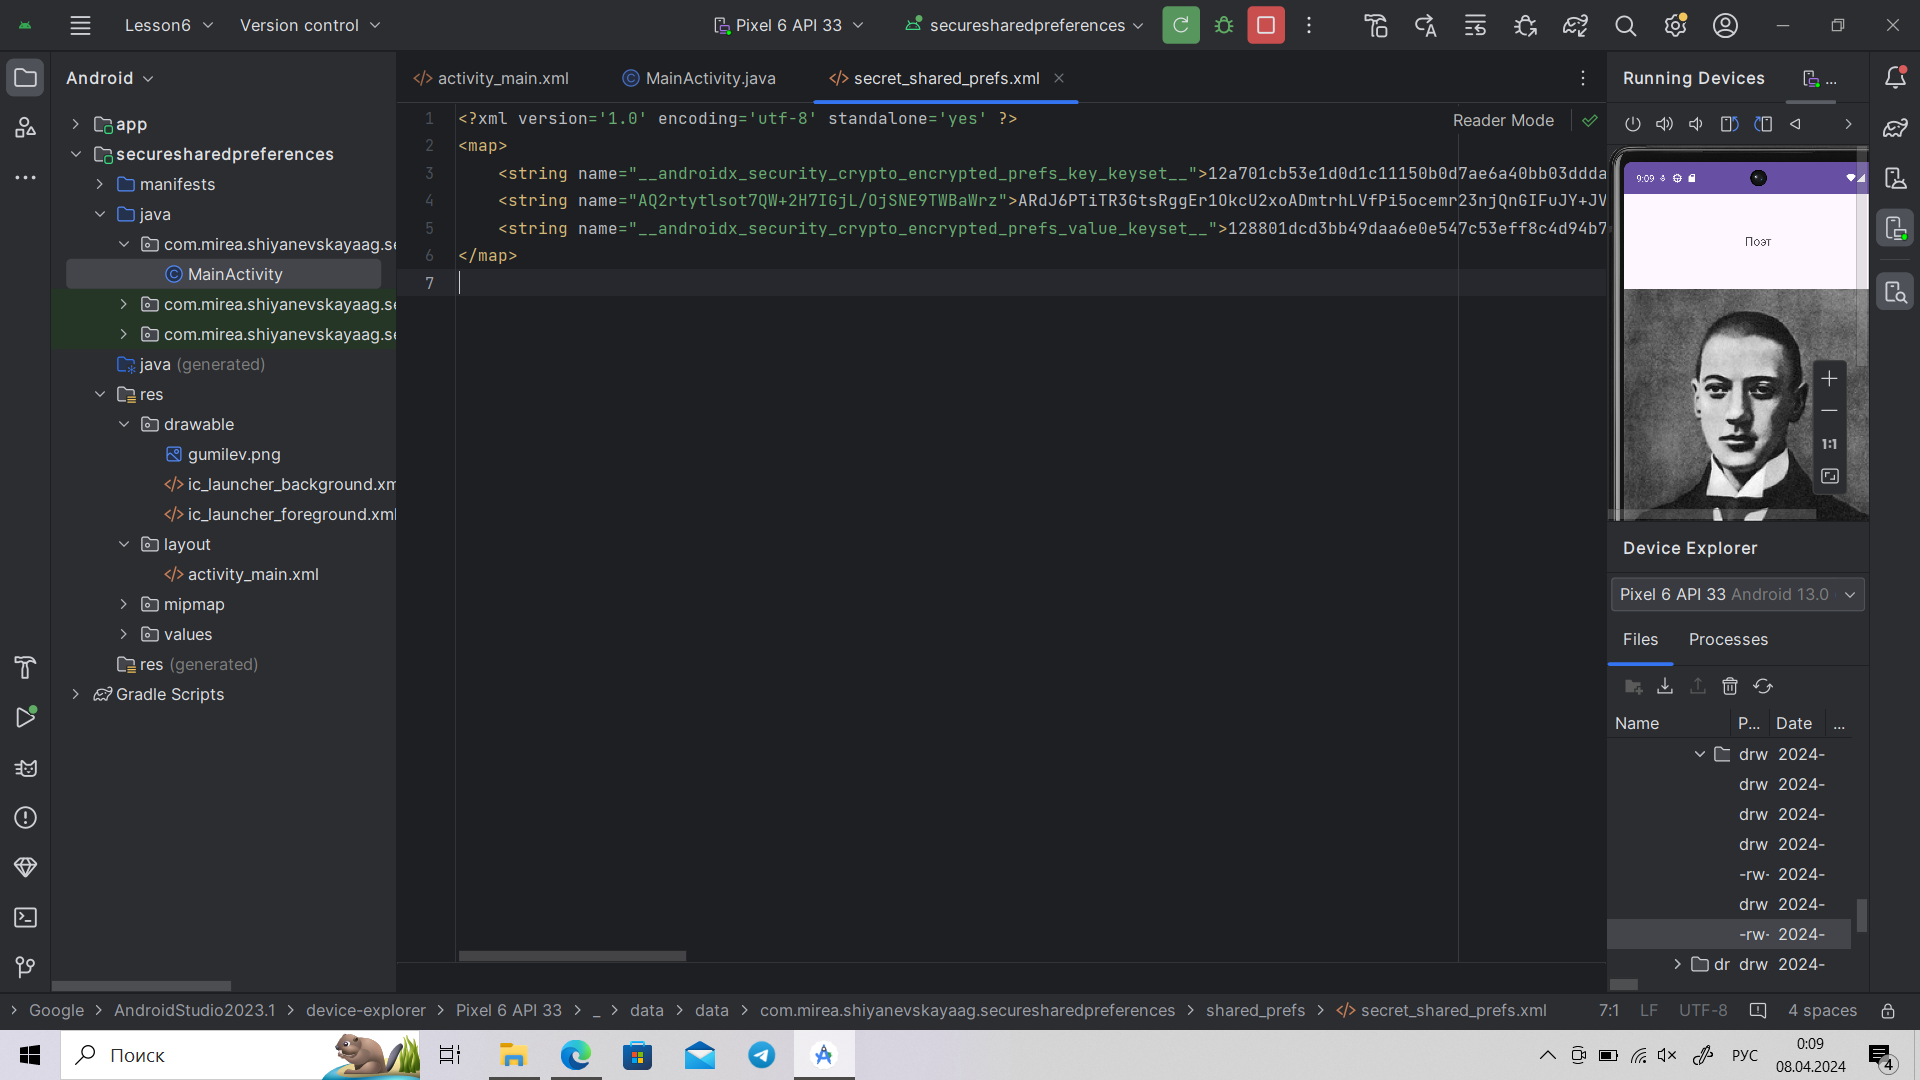 Lesson6
Version control
Pixel 6 API 33
securesharedpreferences
Android
activity_main.xml
MainActivity.java
secret_shared_prefs.xml
Running Devices
...
app
securesharedpreferences
manifests
java
com.mirea.shiyanevskayaag.se
MainActivity
com.mirea.shiyanevskayaag.se
com.mirea.shiyanevskayaag.se
java (generated)
res
drawable
gumilev.png
ic_launcher_background.xm
ic_launcher_foreground.xml
layout
activity_main.xml
mipmap
values
res (generated)
Gradle Scripts
Reader Mode
1 <?xml version='1.0' encoding='utf-8' standalone='yes' ?>
2 <map>
3 <string name="__androidx_security_crypto_encrypted_prefs_key_keyset__">12a701cb53e1d0d1c11150b0d7ae6a40bb03ddda
4 <string name="AQ2rtytlsot7QW+2H7IGjL/OjSNE9TWBaWrz">ARdJ6PTiTR3GtsRggEr1OkcU2xoADmtrhLVfPi5ocemr23njQnGIFuJY+JV
5 <string name="__androidx_security_crypto_encrypted_prefs_value_keyset__">128801dcd3bb49daa6e0e547c53eff8c4d94b7
6 </map>
7
9:09
Поэт
1:1
Device Explorer
Pixel 6 API 33 Android 13.0
Files
Processes
Name P... Date ...
drw 2024-
drw 2024-
drw 2024-
drw 2024-
-rw- 2024-
drw 2024-
-rw- 2024-
dr drw 2024-
Google > AndroidStudio2023.1 > device-explorer > Pixel 6 API 33 > _ > data > data > com.mirea.shiyanevskayaag.securesharedpreferences > shared_prefs > secret_shared_prefs.xml
7:1 LF UTF-8 4 spaces
Поиск
РУС
0:09
08.04.2024
4